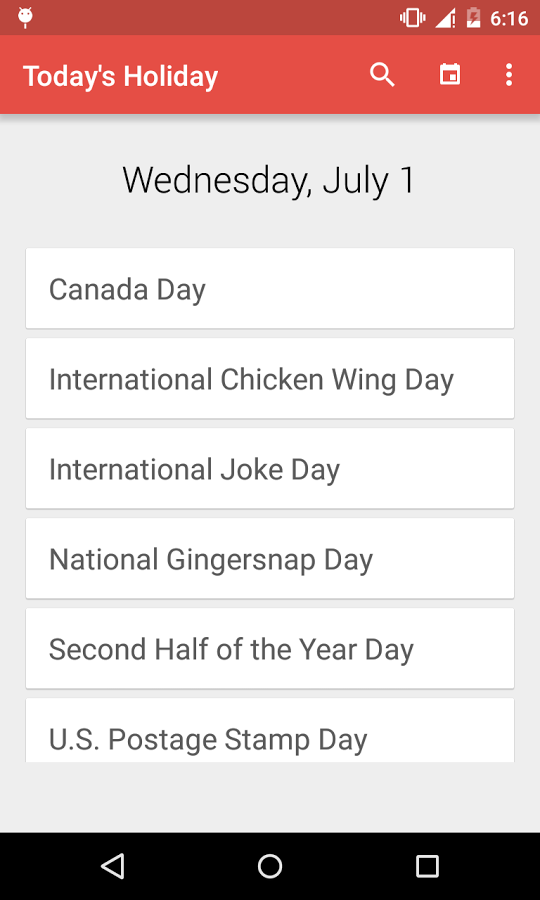 6:16
Today's Holiday
Wednesday, July 1
Canada Day
International Chicken Wing Day
International Joke Day
National Gingersnap Day
Second Half of the Year Day
U.S. Postage Stamp Day